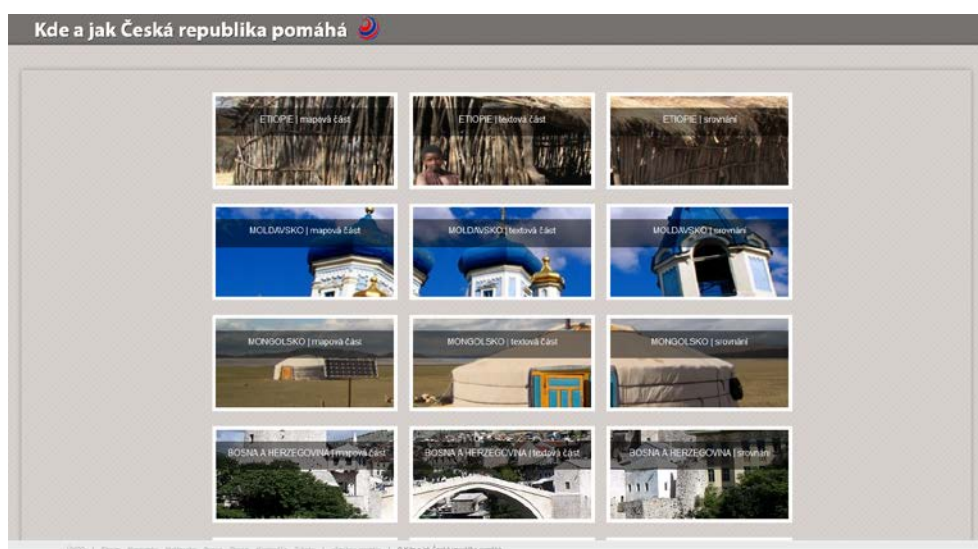 Kde a jak Česká republika pomáhá
ETIOPIE | mapová část
ETIOPIE | textová část
ETIOPIE | srovnání
MOLDAVSKO | mapová část
MOLDAVSKO | textová část
MOLDAVSKO | srovnání
MONGOLSKO | mapová část
MONGOLSKO | textová část
MONGOLSKO | srovnání
BOSNA A HERZEGOVINA | mapová část
BOSNA A HERZEGOVINA | textová část
BOSNA A HERZEGOVINA | srovnání